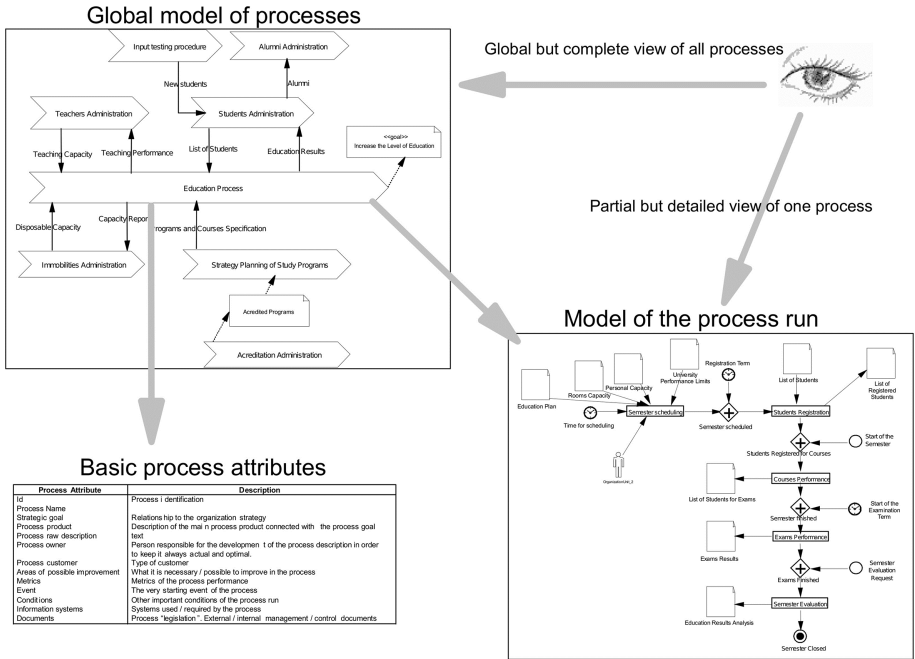 Global model of processes
Input testing procedure
Alumni Administration
Global but complete view of all processes
New students
Alumni
Teachers Administration
Students Administration
<<goal>>
Increase the Level of Education
Teaching Capacity
Teaching Performance
List of Students
Education Results
Education Process
Partial but detailed view of one process
Disposable Capacity
Capacity Repor
rograms and Courses Specification
Immobilities Administration
Strategy Planning of Study Programs
Acredited Programs
Acreditation Administration
Model of the process run
Education Plan
Rooms Capacity
Personal Capacity
University
Performance Limits
Registration Term
List of Students
List of
Registered
Students
Time for scheduling
Semester scheduling
Semester scheduled
Students Registration
Organization Unit_2
Start of the
Semester
Students Registered for Courses
Courses Performance
List of Students for Exams
Start of the
Examination
Term
Semester finished
Exams Performance
Exams Results
Semester
Evaluation
Request
Exams Finished
Semester Evaluation
Education Results Analysis
Semester Closed
Basic process attributes
Process Attribute Description
Id Process i dentification
Process Name
Strategic goal Relations hip to the organization strategy
Process product Description of the mai n process product connected with the process goal
Process raw description text
Process owner Person responsible for the developmen t of the process description in order
to keep it always actual and optimal.
Process customer Type of customer
Areas of possible improvement What it is necessary / possible to improve in the process
Metrics Metrics of the process performance
Event The very starting event of the process
Conditions Other important conditions of the process run
Information systems Systems used / required by the process
Documents Process "legislation". External / internal management / control documents